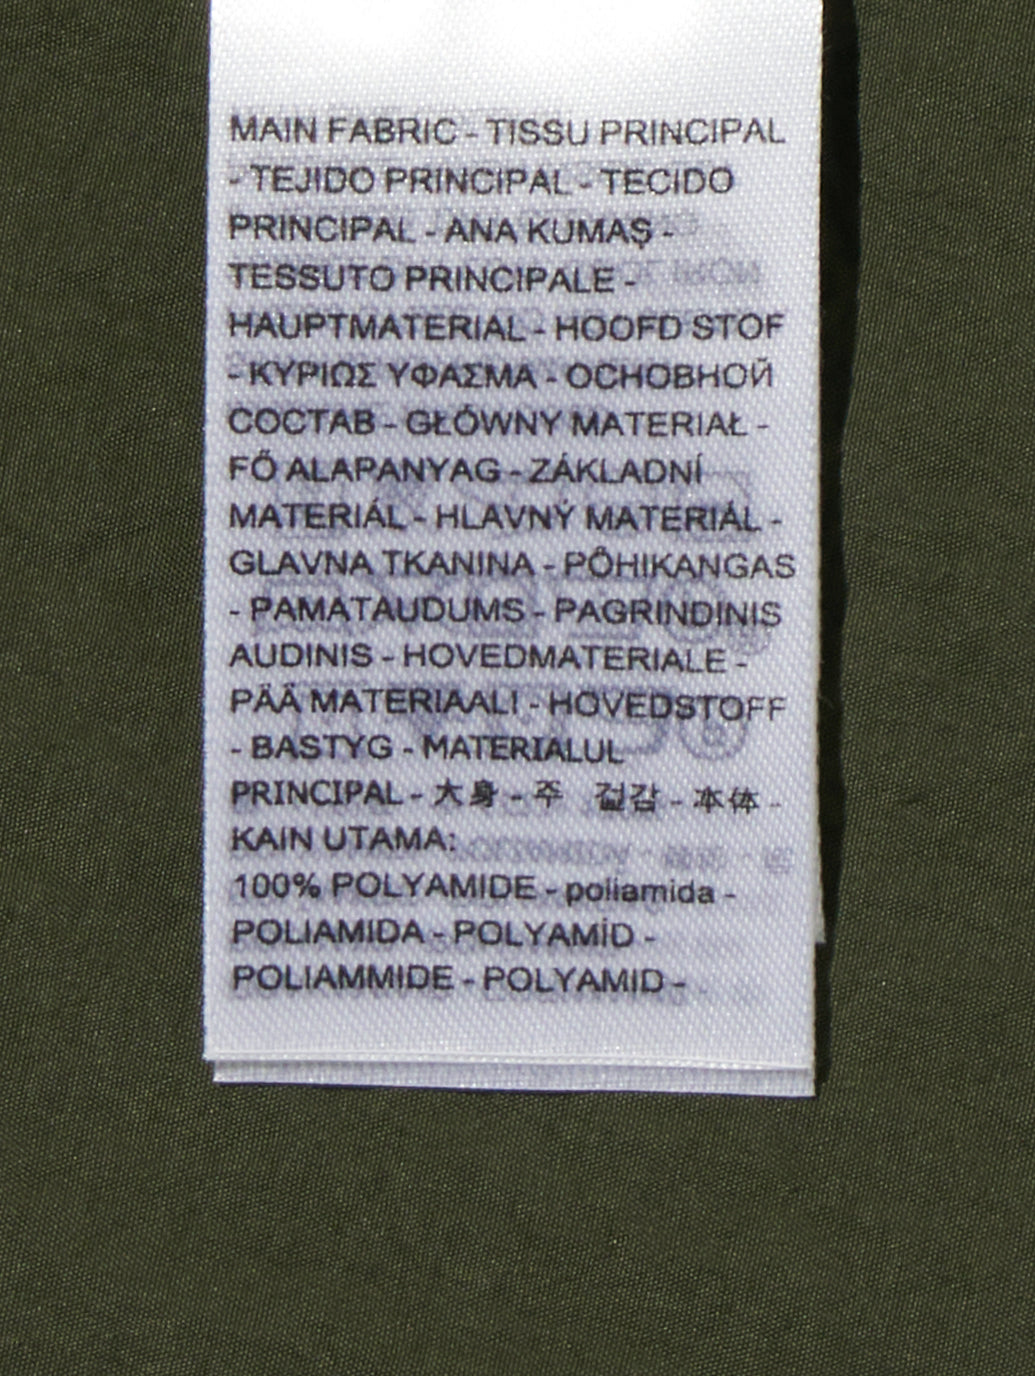 MAIN FABRIC - TISSU PRINCIPAL
- TEJIDO PRINCIPAL - TECIDO
PRINCIPAL - ANA KUMAŞ -
TESSUTO PRINCIPALE -
HAUPTMATERIAL - HOOFD STOF
- ΚΥΡΙΩΣ ΥΦΑΣΜΑ - ОСНОВНОЙ
СОСТАВ - GŁÓWNY MATERIAŁ -
FŐ ALAPANYAG - ZÁKLADNÍ
MATERIÁL - HLAVNÝ MATERIÁL -
GLAVNA TKANINA - PÕHIKANGAS
- PAMATAUDUMS - PAGRINDINIS
AUDINIS - HOVEDMATERIALE -
PÄÄ MATERIAALI - HOVEDSTOFF
- BASTYG - MATERIALUL
PRINCIPAL - 大身 - 주 겉감 - 本体 -
KAIN UTAMA:
100% POLYAMIDE - poliamida -
POLIAMIDA - POLYAMİD -
POLIAMMIDE - POLYAMID -